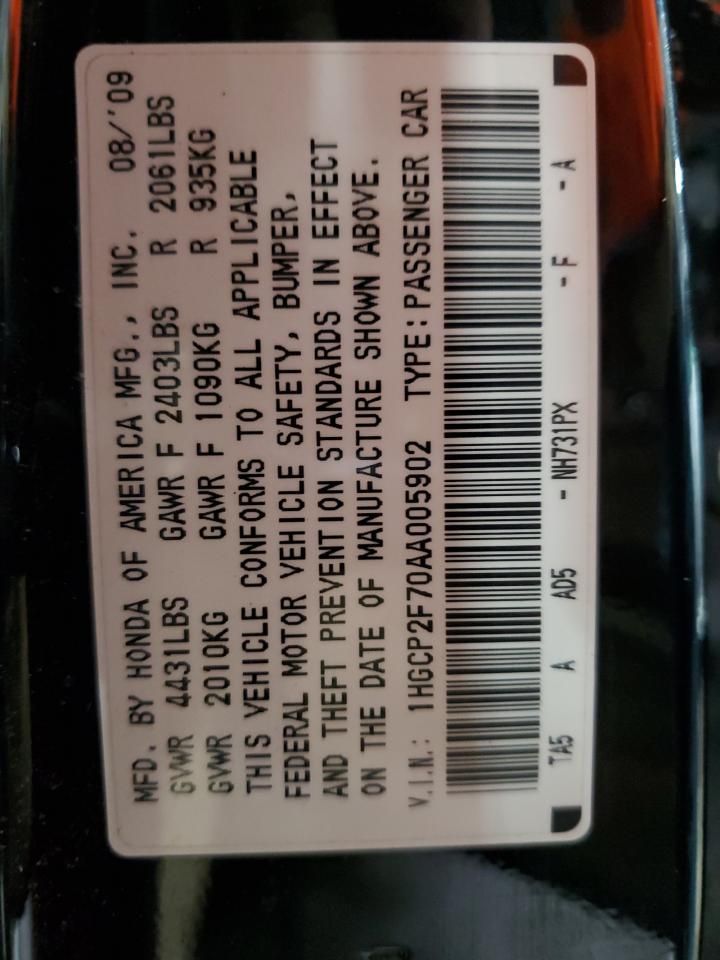 MFD. BY HONDA OF AMERICA MFG., INC. 08/'09
GVWR 4431LBS GAWR F 2403LBS R 2061LBS
GVWR 2010KG GAWR F 1090KG R 935KG
THIS VEHICLE CONFORMS TO ALL APPLICABLE
FEDERAL MOTOR VEHICLE SAFETY, BUMPER,
AND THEFT PREVENTION STANDARDS IN EFFECT
ON THE DATE OF MANUFACTURE SHOWN ABOVE.
V.I.N.: 1HGCP2F70AA005902 TYPE: PASSENGER CAR
TA5 A AD5 - NH731PX - F - A